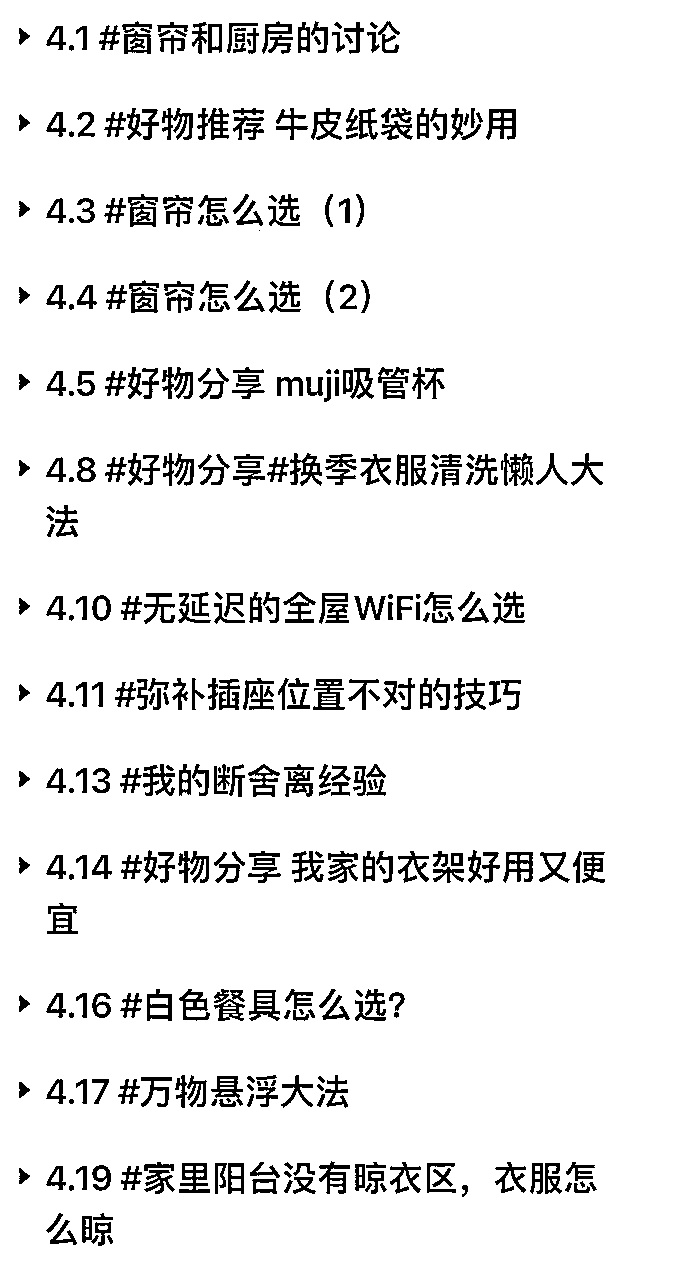 4.1 #窗帘和厨房的讨论
4.2 #好物推荐 牛皮纸袋的妙用
4.3 #窗帘怎么选（1）
4.4 #窗帘怎么选（2）
4.5 #好物分享 muji吸管杯
4.8 #好物分享#换季衣服清洗懒人大
法
4.10 #无延迟的全屋WiFi怎么选
4.11 #弥补插座位置不对的技巧
4.13 #我的断舍离经验
4.14 #好物分享 我家的衣架好用又便
宜
4.16 #白色餐具怎么选？
4.17 #万物悬浮大法
4.19 #家里阳台没有晾衣区，衣服怎
么晾